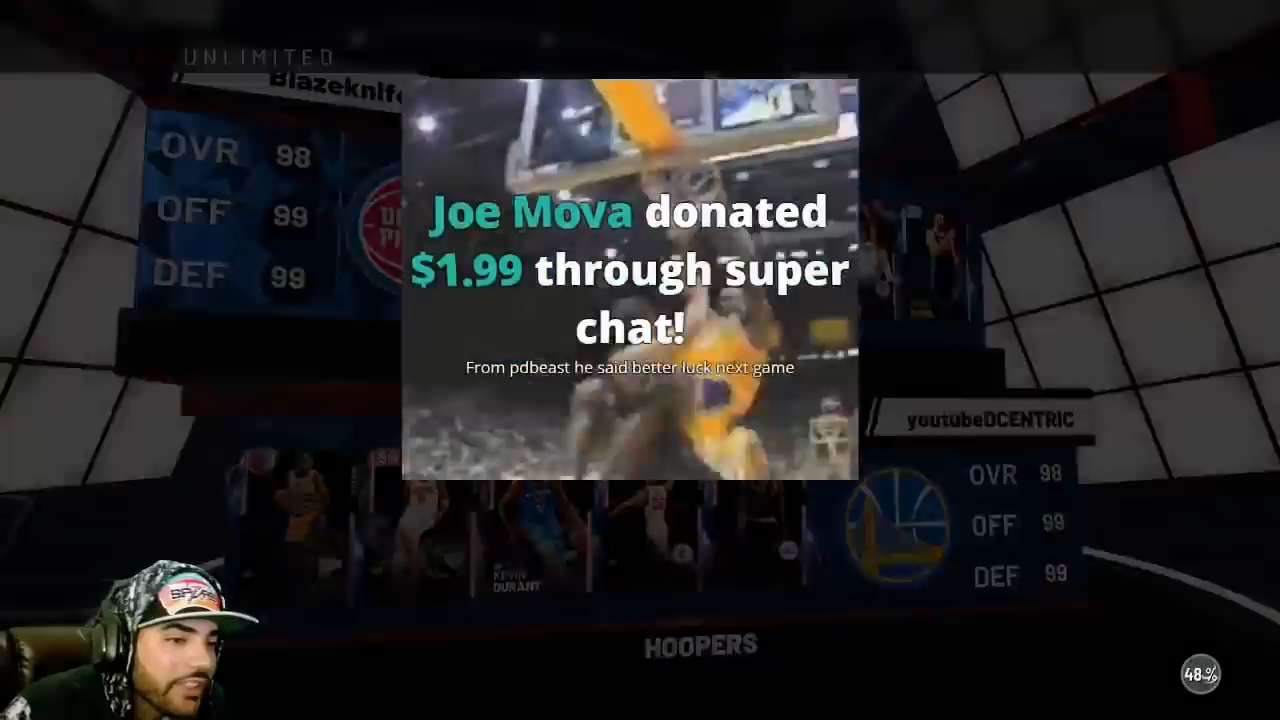 UNLIMITED
Blazeknife
OVR 98
OFF 99
DEF 99
Joe Mova donated
$1.99 through super
chat!
From pdbeast he said better luck next game
youtubeDCENTRIC
OVR 98
OFF 99
DEF 99
KEVIN
DURANT
HOOPERS
48%